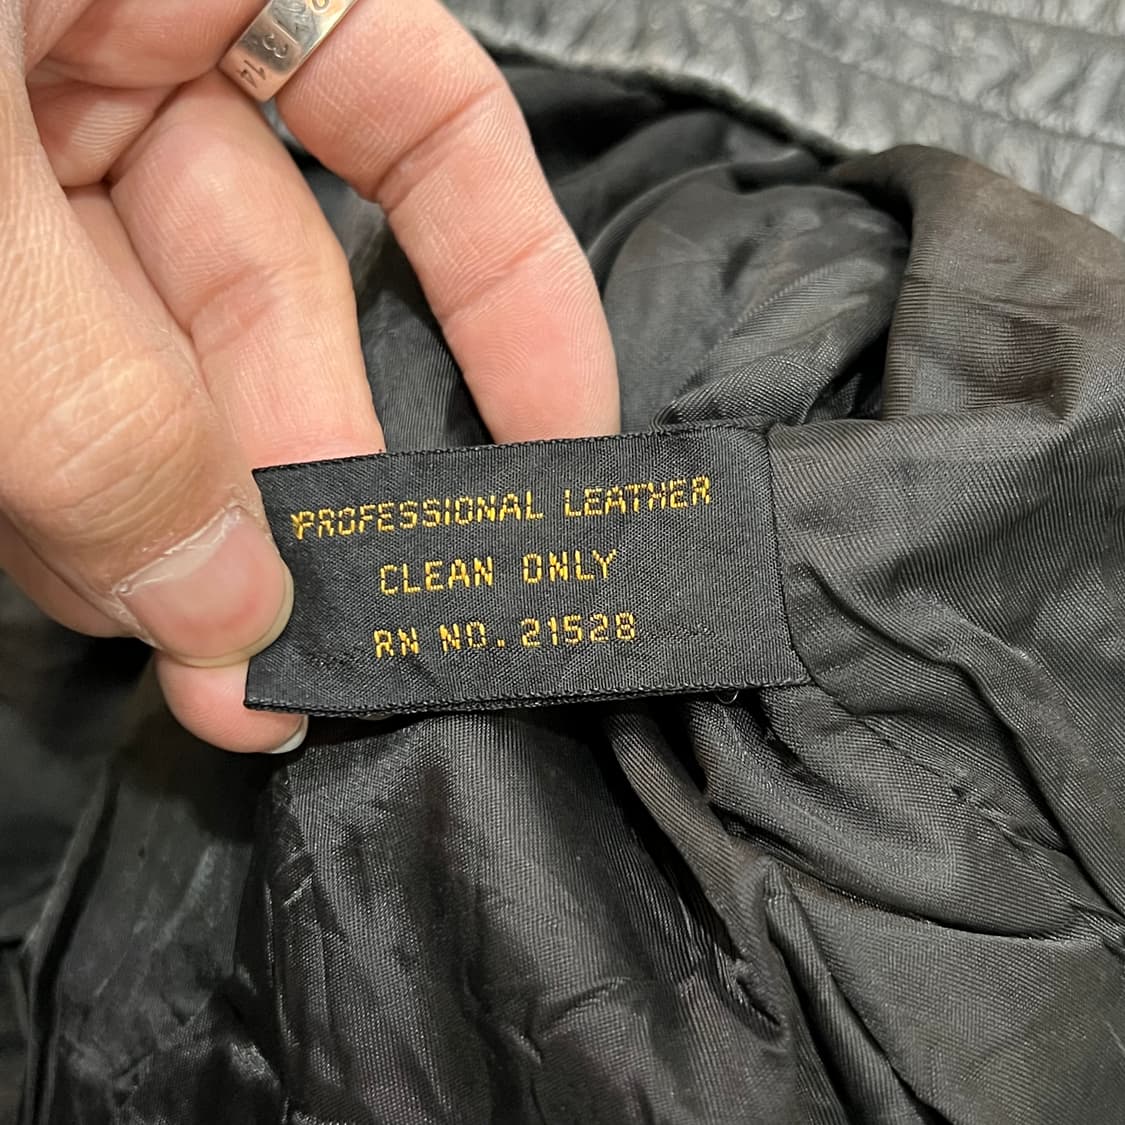 PROFESSIONAL LEATHER
CLEAN ONLY
RN NO. 21528